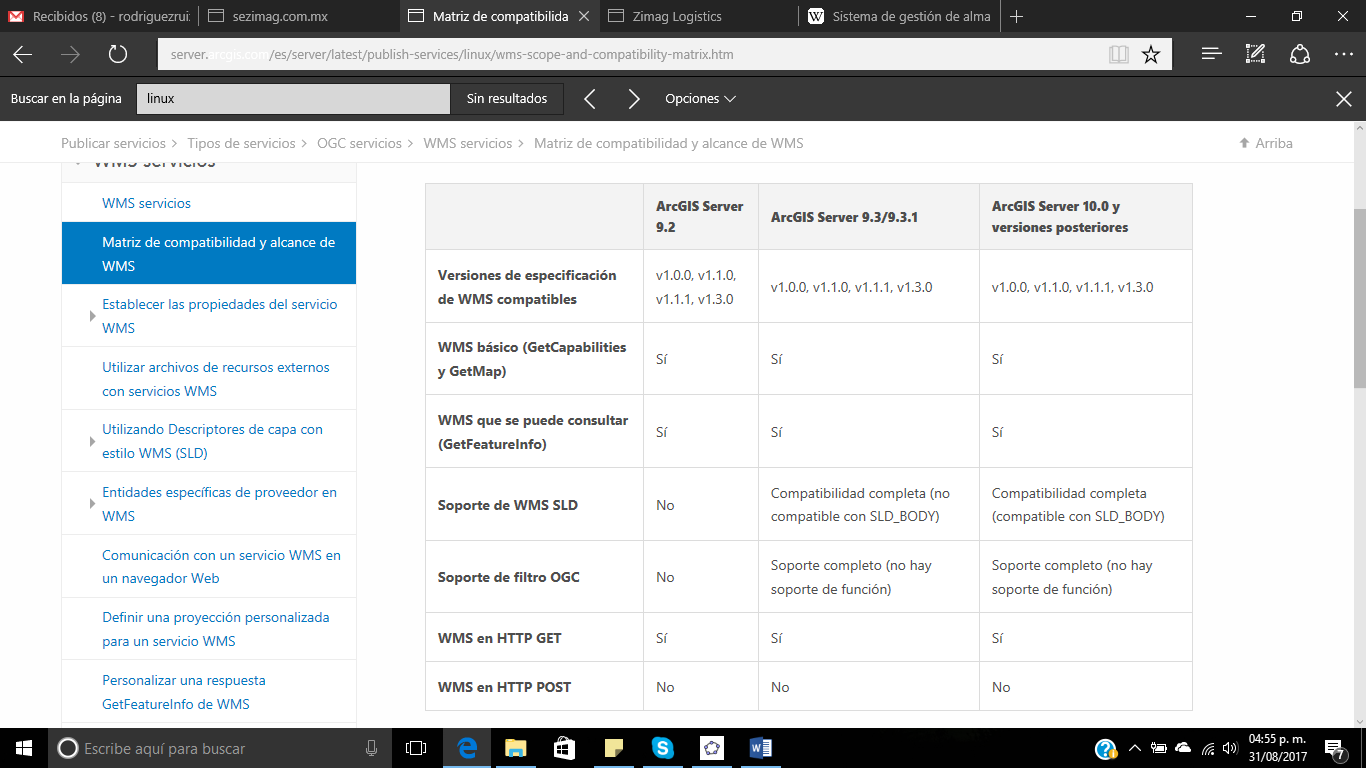 Recibidos (8) - rodriguezrui
sezimag.com.mx
Matriz de compatibilida
Zimag Logistics
W Sistema de gestión de alma
server.arcgis.com/es/server/latest/publish-services/linux/wms-scope-and-compatibility-matrix.htm
Buscar en la página
linux
Sin resultados
Opciones
Publicar servicios > Tipos de servicios > OGC servicios > WMS servicios > Matriz de compatibilidad y alcance de WMS
Arriba
WMS servicios
WMS servicios
Matriz de compatibilidad y alcance de
WMS
Establecer las propiedades del servicio
WMS
Utilizar archivos de recursos externos
con servicios WMS
Utilizando Descriptores de capa con
estilo WMS (SLD)
Entidades específicas de proveedor en
WMS
Comunicación con un servicio WMS en
un navegador Web
Definir una proyección personalizada
para un servicio WMS
Personalizar una respuesta
GetFeatureInfo de WMS
ArcGIS Server
9.2
ArcGIS Server 9.3/9.3.1
ArcGIS Server 10.0 y
versiones posteriores
Versiones de especificación
de WMS compatibles
v1.0.0, v1.1.0,
v1.1.1, v1.3.0
v1.0.0, v1.1.0, v1.1.1, v1.3.0
v1.0.0, v1.1.0, v1.1.1, v1.3.0
WMS básico (GetCapabilities
y GetMap)
Sí
Sí
Sí
WMS que se puede consultar
(GetFeatureInfo)
Sí
Sí
Sí
Soporte de WMS SLD
No
Compatibilidad completa (no
compatible con SLD_BODY)
Compatibilidad completa
(compatible con SLD_BODY)
Soporte de filtro OGC
No
Soporte completo (no hay
soporte de función)
Soporte completo (no hay
soporte de función)
WMS en HTTP GET
Sí
Sí
Sí
WMS en HTTP POST
No
No
No
Escribe aquí para buscar
04:55 p. m.
31/08/2017
7